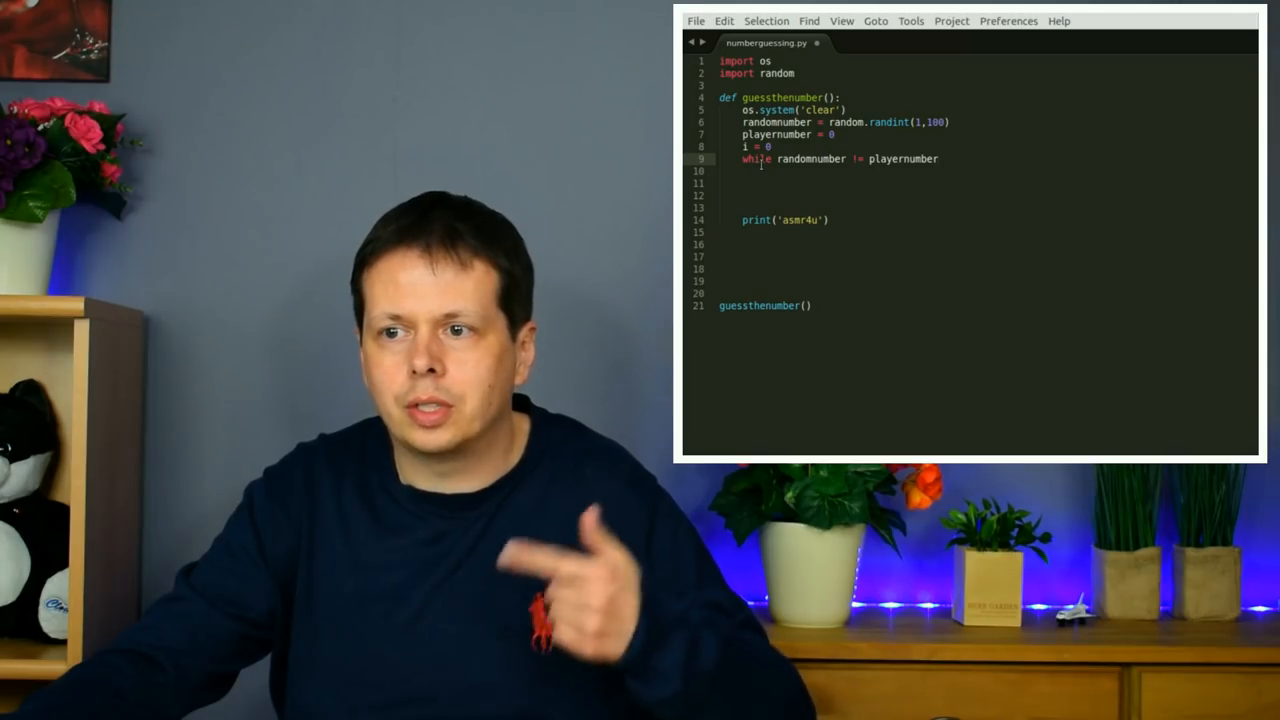 File Edit Selection Find View Goto Tools Project Preferences Help
numberguessing.py
1 import os
2 import random
3
4 def guessthenumber():
5 os.system('clear')
6 randomnumber = random.randint(1,100)
7 playernumber = 0
8 i = 0
9 while randomnumber != playernumber
10
11
12
13
14 print('asmr4u')
15
16
17
18
19
20
21 guessthenumber()
HERB GARDEN